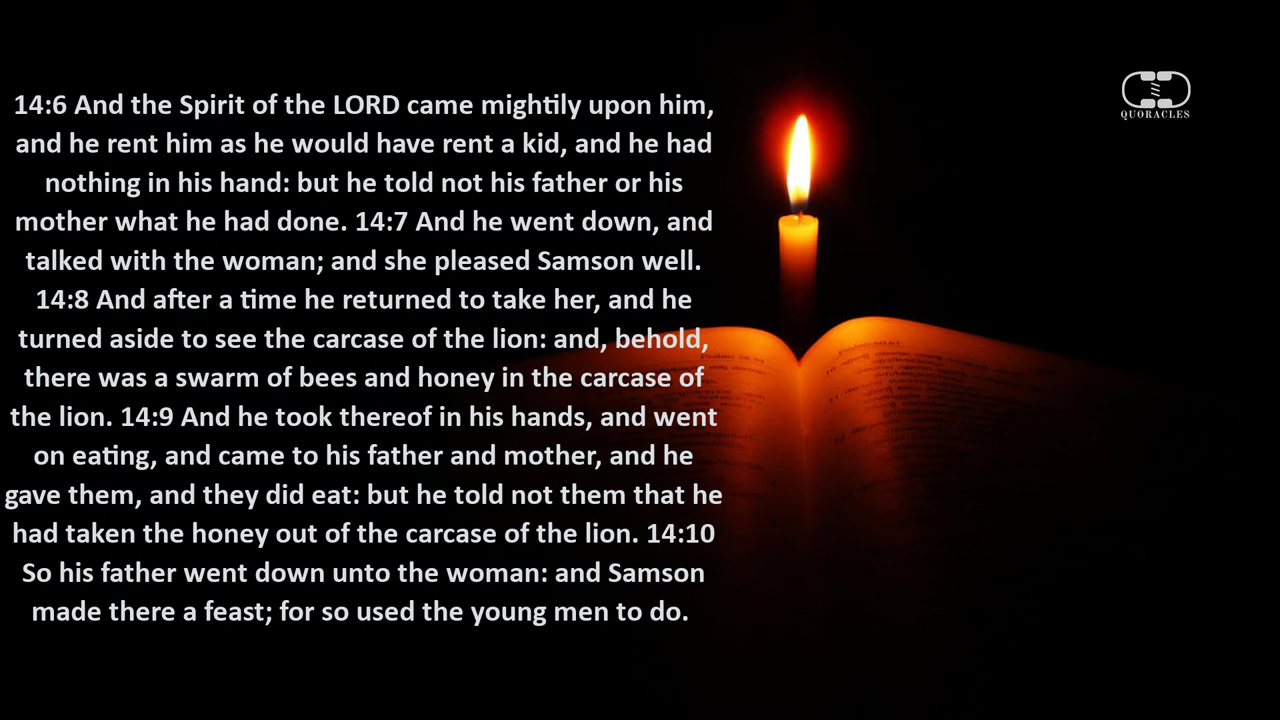 14:6 And the Spirit of the LORD came mightily upon him,
and he rent him as he would have rent a kid, and he had
nothing in his hand: but he told not his father or his
mother what he had done. 14:7 And he went down, and
talked with the woman; and she pleased Samson well.
14:8 And after a time he returned to take her, and he
turned aside to see the carcase of the lion: and, behold,
there was a swarm of bees and honey in the carcase of
the lion. 14:9 And he took thereof in his hands, and went
on eating, and came to his father and mother, and he
gave them, and they did eat: but he told not them that he
had taken the honey out of the carcase of the lion. 14:10
So his father went down unto the woman: and Samson
made there a feast; for so used the young men to do.
QUORACLES